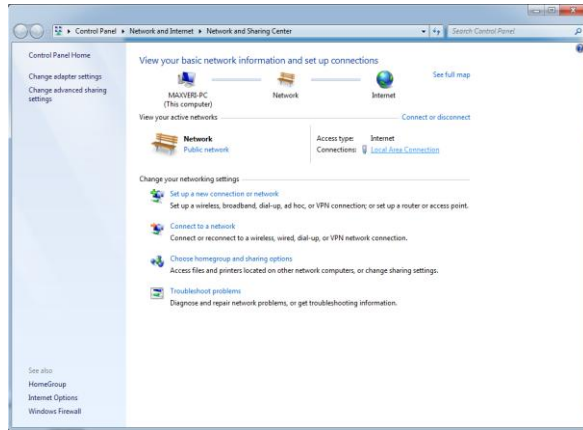 Control Panel ▸ Network and Internet ▸ Network and Sharing Center
Search Control Panel
Control Panel Home
Change adapter settings
Change advanced sharing
settings
View your basic network information and set up connections
See full map
MAXVERI-PC
(This computer)
Network
Internet
View your active networks
Connect or disconnect
Network
Public network
Access type: Internet
Connections: Local Area Connection
Change your networking settings
Set up a new connection or network
Set up a wireless, broadband, dial-up, ad hoc, or VPN connection; or set up a router or access point.
Connect to a network
Connect or reconnect to a wireless, wired, dial-up, or VPN network connection.
Choose homegroup and sharing options
Access files and printers located on other network computers, or change sharing settings.
Troubleshoot problems
Diagnose and repair network problems, or get troubleshooting information.
See also
HomeGroup
Internet Options
Windows Firewall